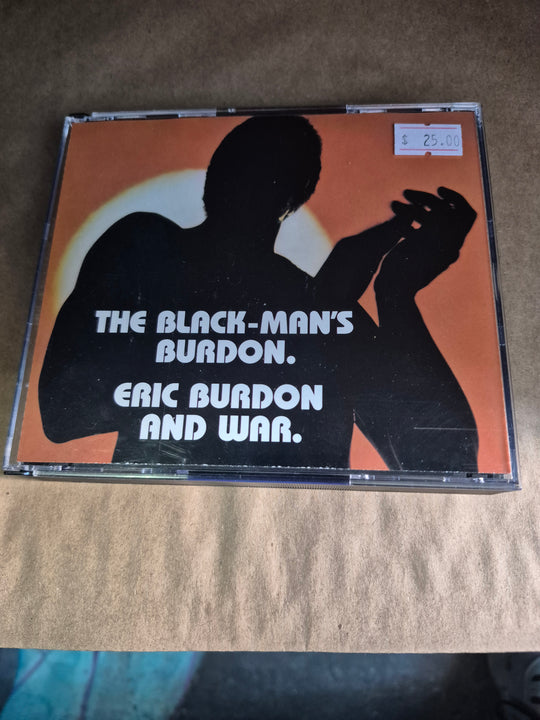 $ 25.00
THE BLACK-MAN'S
BURDON.
ERIC BURDON
AND WAR.